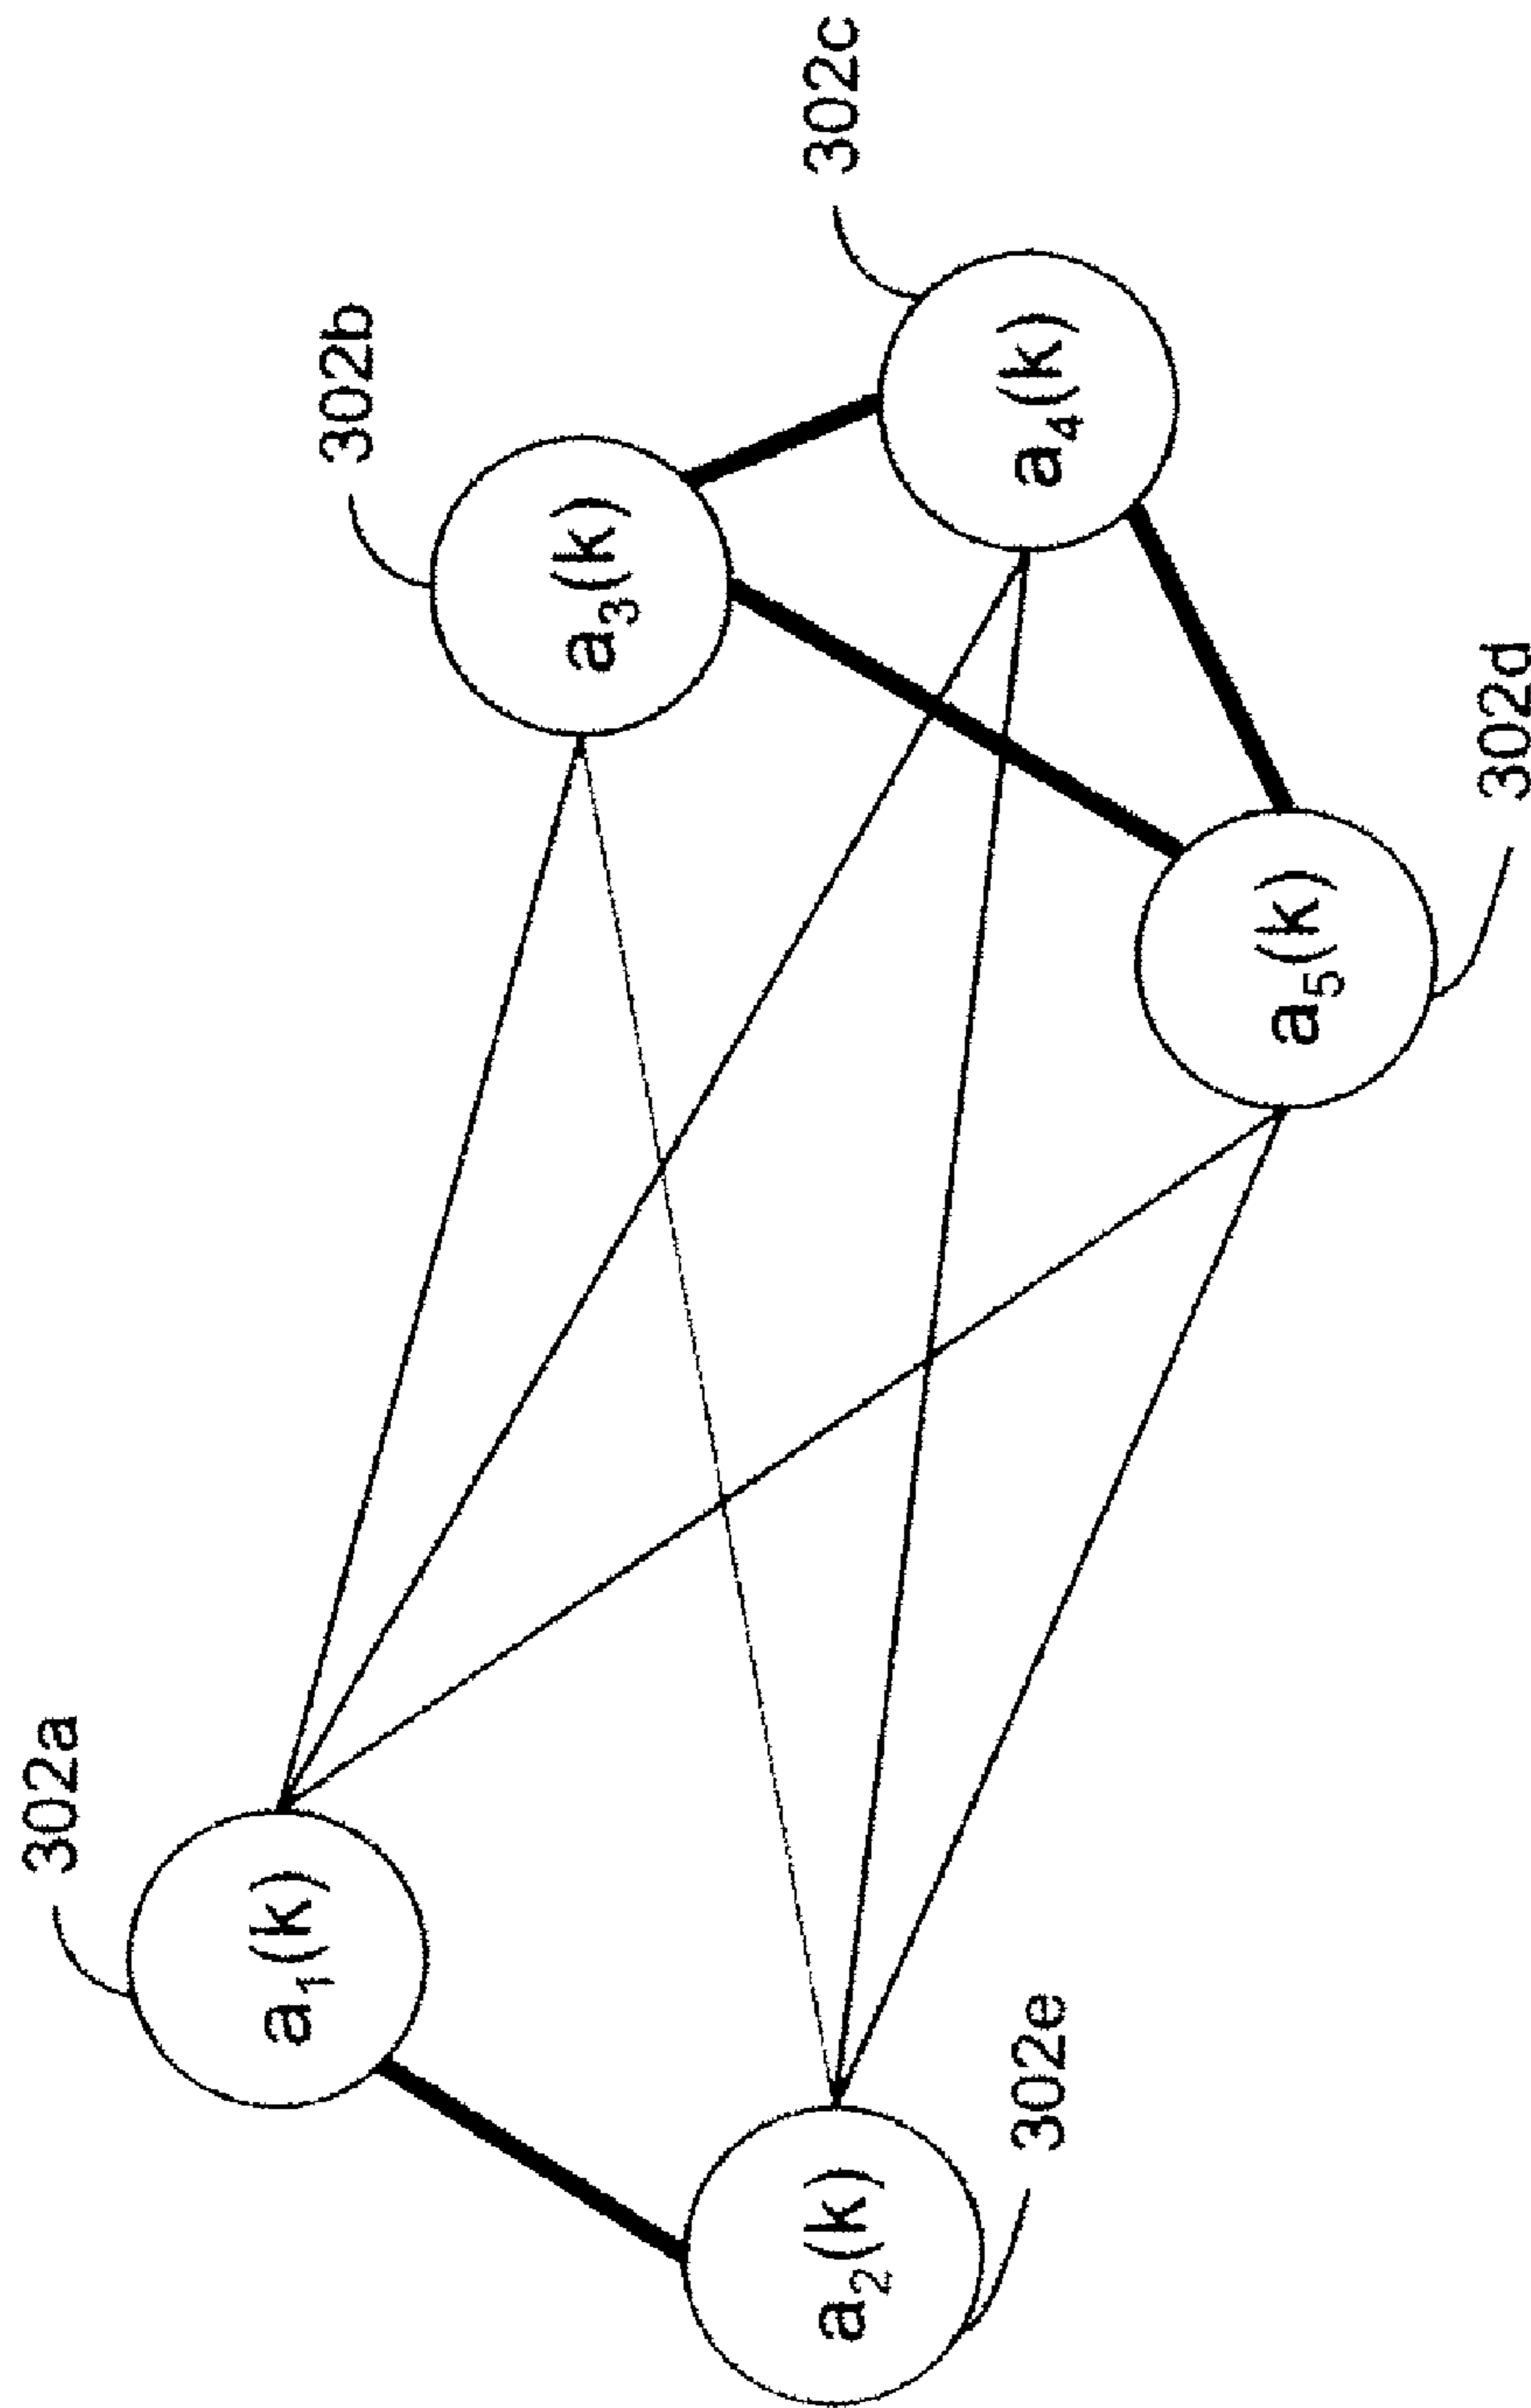 302a
a₁(k)
a₂(k)
302e
302b
a₃(k)
302c
a₄(k)
a₅(k)
302d